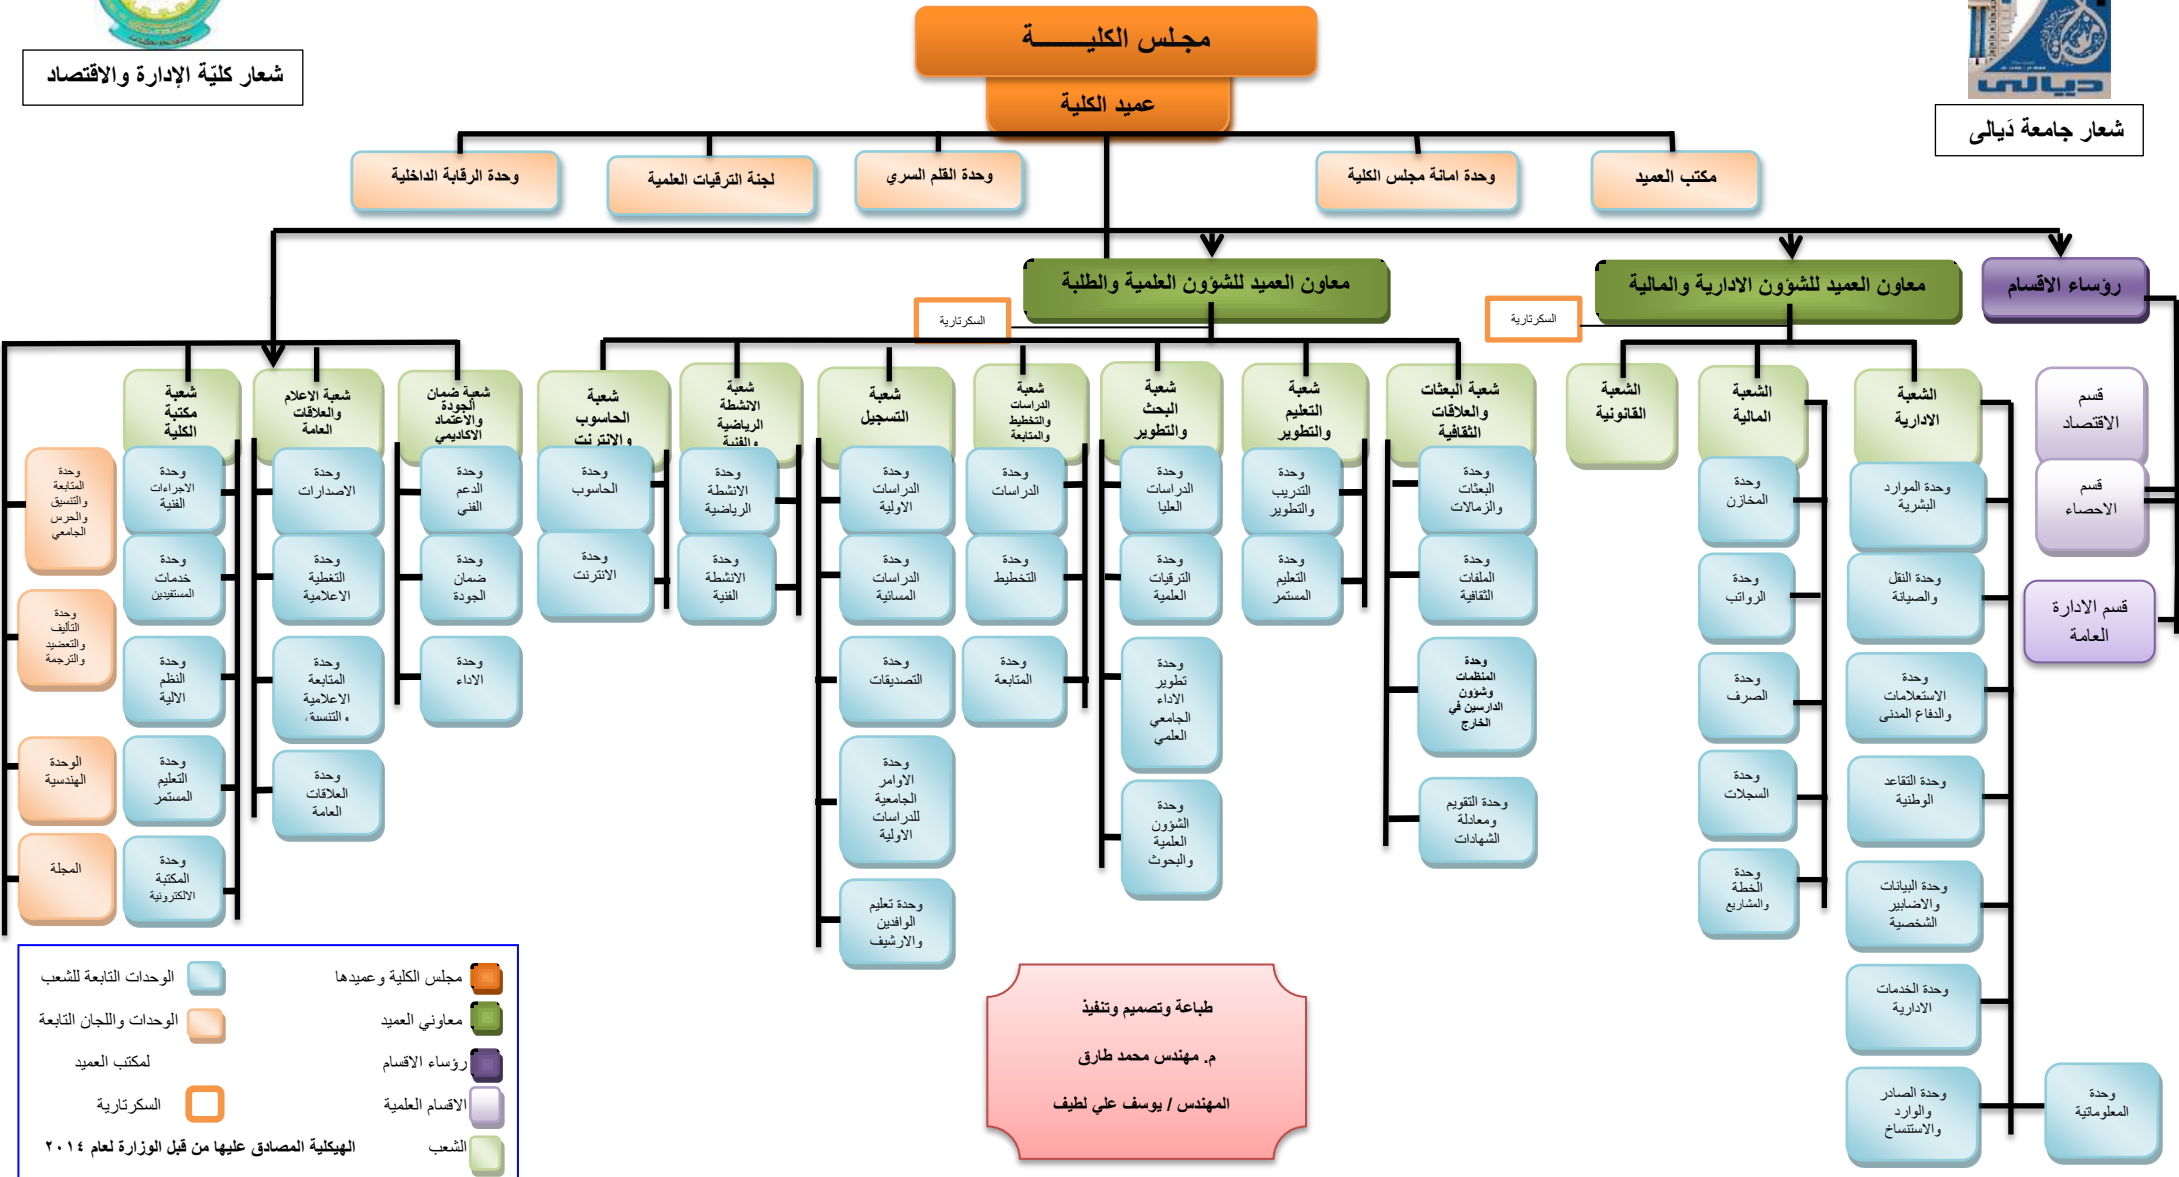 شعار كليّة الإدارة والاقتصاد
مجـلس الكليـــــــة
عميد الكلية
ديالى
شعار جامعة دَيالى
مكتب العميد
وحدة امانة مجلس الكلية
وحدة القلم السري
لجنة الترقيات العلمية
وحدة الرقابة الداخلية
رؤساء الاقسام
معاون العميد للشؤون الادارية والمالية
السكرتارية
معاون العميد للشؤون العلمية والطلبة
السكرتارية
قسم
الاقتصاد
قسم
الاحصاء
قسم الادارة
العامة
الشعبة
الادارية
وحدة الموارد
البشرية
وحدة النقل
والصيانة
وحدة
الاستعلامات
والدفاع المدنى
وحدة التقاعد
الوطنية
وحدة البيانات
والاضابير
الشخصية
وحدة الخدمات
الادارية
وحدة الصادر
والوارد
والاستنساخ
وحدة
المعلوماتية
الشعبة
المالية
وحدة
المخازن
وحدة
الرواتب
وحدة
الصرف
وحدة
السجلات
وحدة
الخطة
والمشاريع
الشعبة
القانونية
شعبة البعثات
والعلاقات
الثقافية
وحدة
البعثات
والزمالات
وحدة
الملفات
الثقافية
وحدة
المنظمات
وشؤون
الدارسين في
الخارج
وحدة التقويم
ومعادلة
الشهادات
شعبة
التعليم
والتطوير
وحدة
التدريب
والتطوير
وحدة
التعليم
المستمر
شعبة
البحث
والتطوير
وحدة
الدراسات
العليا
وحدة
الترقيات
العلمية
وحدة
تطوير
الاداء
الجامعي
العلمي
وحدة
الشؤون
العلمية
والبحوث
شعبة
الدراسات
والتخطيط
والمتابعة
وحدة
الدراسات
وحدة
التخطيط
وحدة
المتابعة
شعبة
التسجيل
وحدة
الدراسات
الاولية
وحدة
الدراسات
المسائية
وحدة
التصديقات
وحدة
الاوامر
الجامعية
للدراسات
الاولية
وحدة تعليم
الوافدين
والارشيف
شعبة
الانشطة
الرياضية
والفنية
وحدة
الانشطة
الرياضية
وحدة
الانشطة
الفنية
شعبة
الحاسوب
والانترنت
وحدة
الحاسوب
وحدة
الانترنت
شعبة ضمان
الجودة
والاعتماد
الاكاديمي
وحدة
الدعم
الفني
وحدة
ضمان
الجودة
وحدة
الاداء
شعبة الاعلام
والعلاقات
العامة
وحدة
الاصدارات
وحدة
التغطية
الاعلامية
وحدة
المتابعة
الاعلامية
والتنسيق
وحدة
العلاقات
العامة
شعبة
مكتبة
الكلية
وحدة
الاجراءات
الفنية
وحدة
خدمات
المستفيدين
وحدة
النظم
الالية
وحدة
التعليم
المستمر
وحدة
المكتبة
الالكترونية
وحدة
المتابعة
والتنسيق
والحرس
الجامعي
وحدة
التأليف
والتعضيد
والترجمة
الوحدة
الهندسية
المجلة
مجلس الكلية وعميدها
معاوني العميد
رؤساء الاقسام
الاقسام العلمية
الشعب
الوحدات التابعة للشعب
الوحدات واللجان التابعة
لمكتب العميد
السكرتارية
الهيكلية المصادق عليها من قبل الوزارة لعام ٢٠١٤
طباعة وتصميم وتنفيذ
م. مهندس محمد طارق
المهندس / يوسف علي لطيف